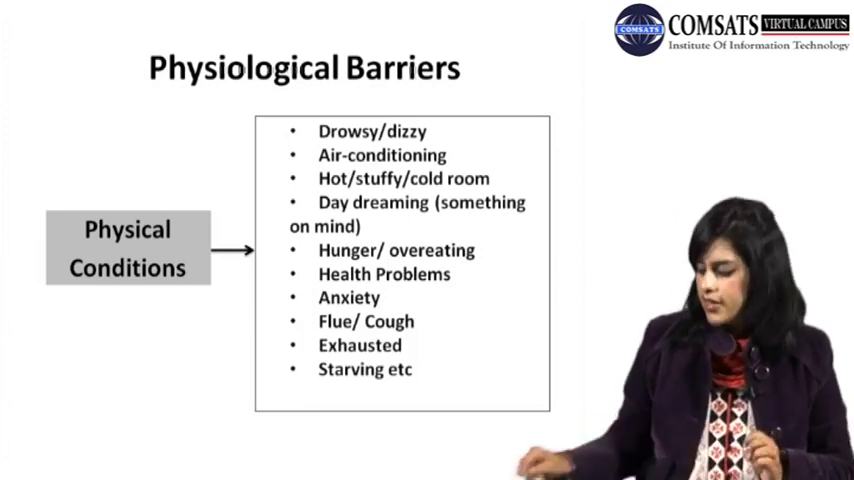 COMSATS VIRTUAL CAMPUS
COMSATS
Institute Of Information Technology
Physiological Barriers
Physical
Conditions
• Drowsy/dizzy
• Air-conditioning
• Hot/stuffy/cold room
• Day dreaming (something
on mind)
• Hunger/ overeating
• Health Problems
• Anxiety
• Flue/ Cough
• Exhausted
• Starving etc